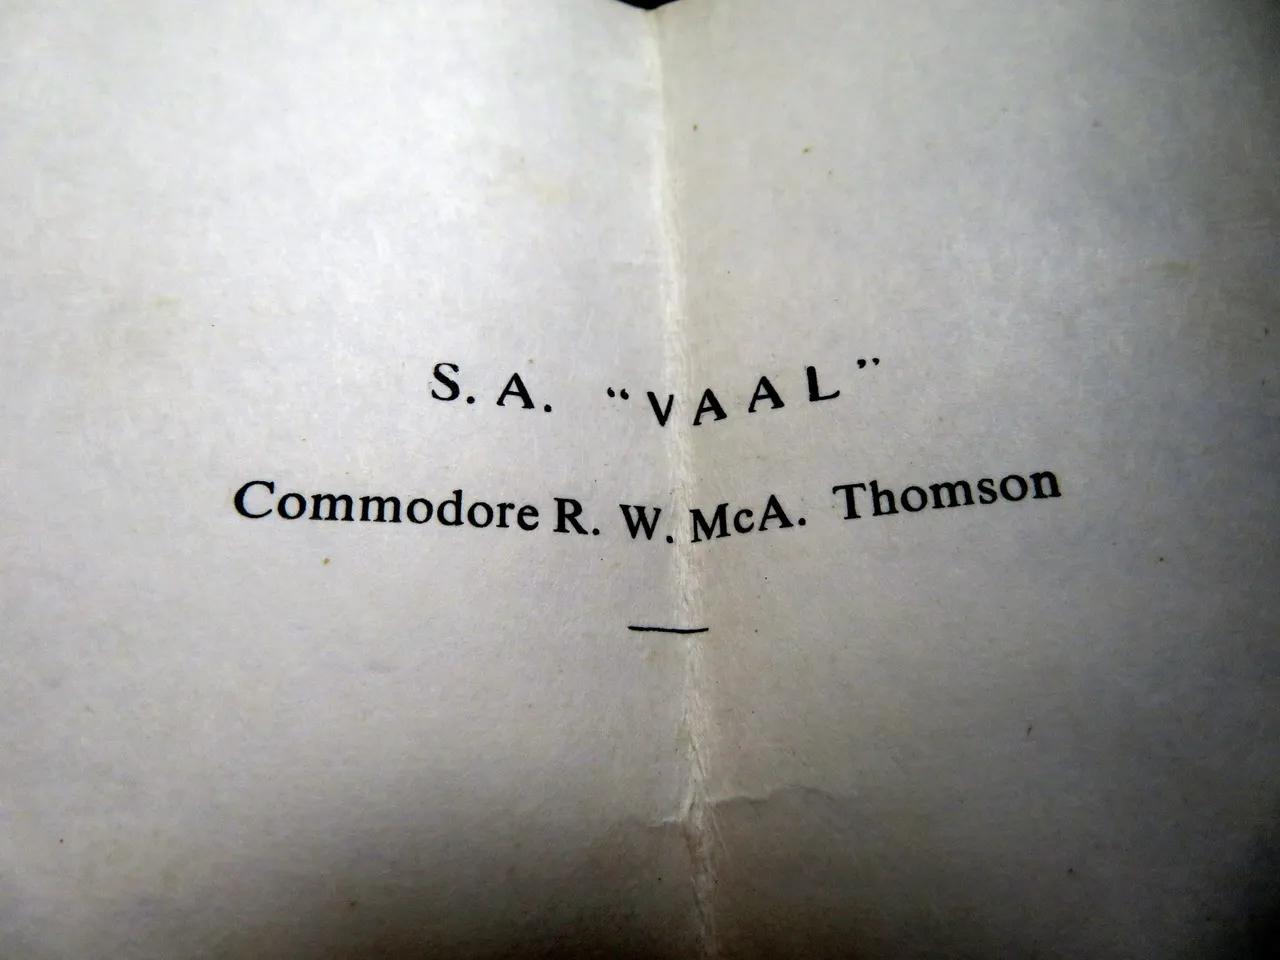 S. A. “VAAL”
Commodore R. W. McA. Thomson